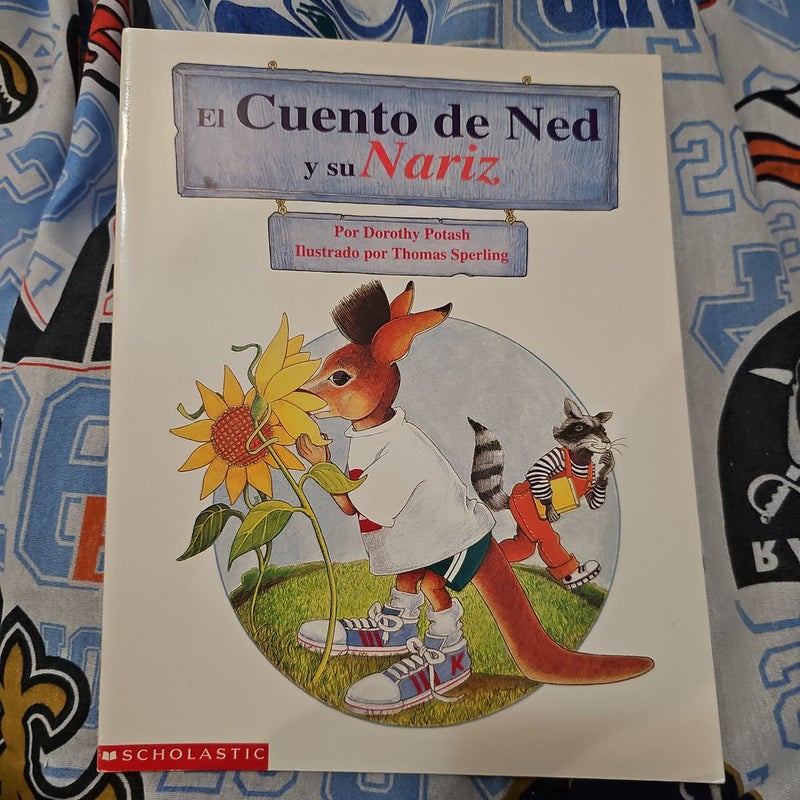 El Cuento de Ned
y su Nariz
Por Dorothy Potash
Ilustrado por Thomas Sperling
K
SCHOLASTIC